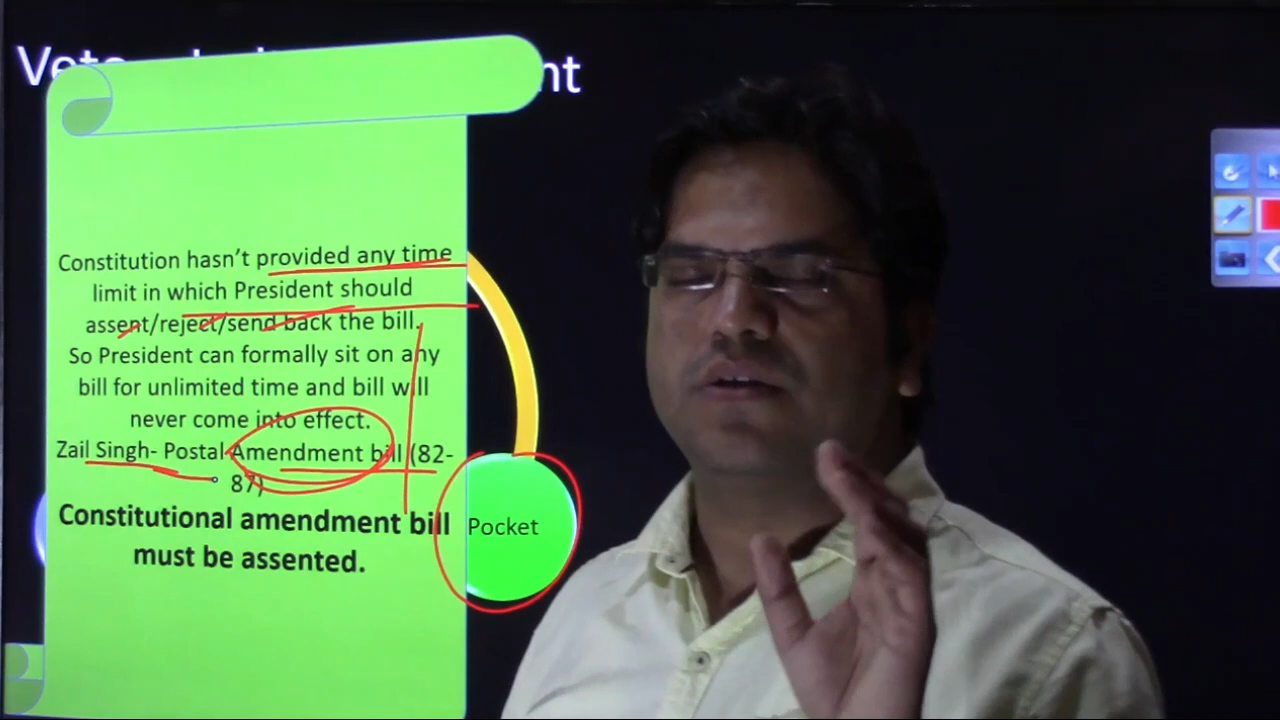 Constitution hasn't provided any time
limit in which President should
assent/reject/send back the bill.
So President can formally sit on any
bill for unlimited time and bill will
never come into effect.
Zail Singh- Postal Amendment bill (82-
87)
Constitutional amendment bill
must be assented.
Pocket